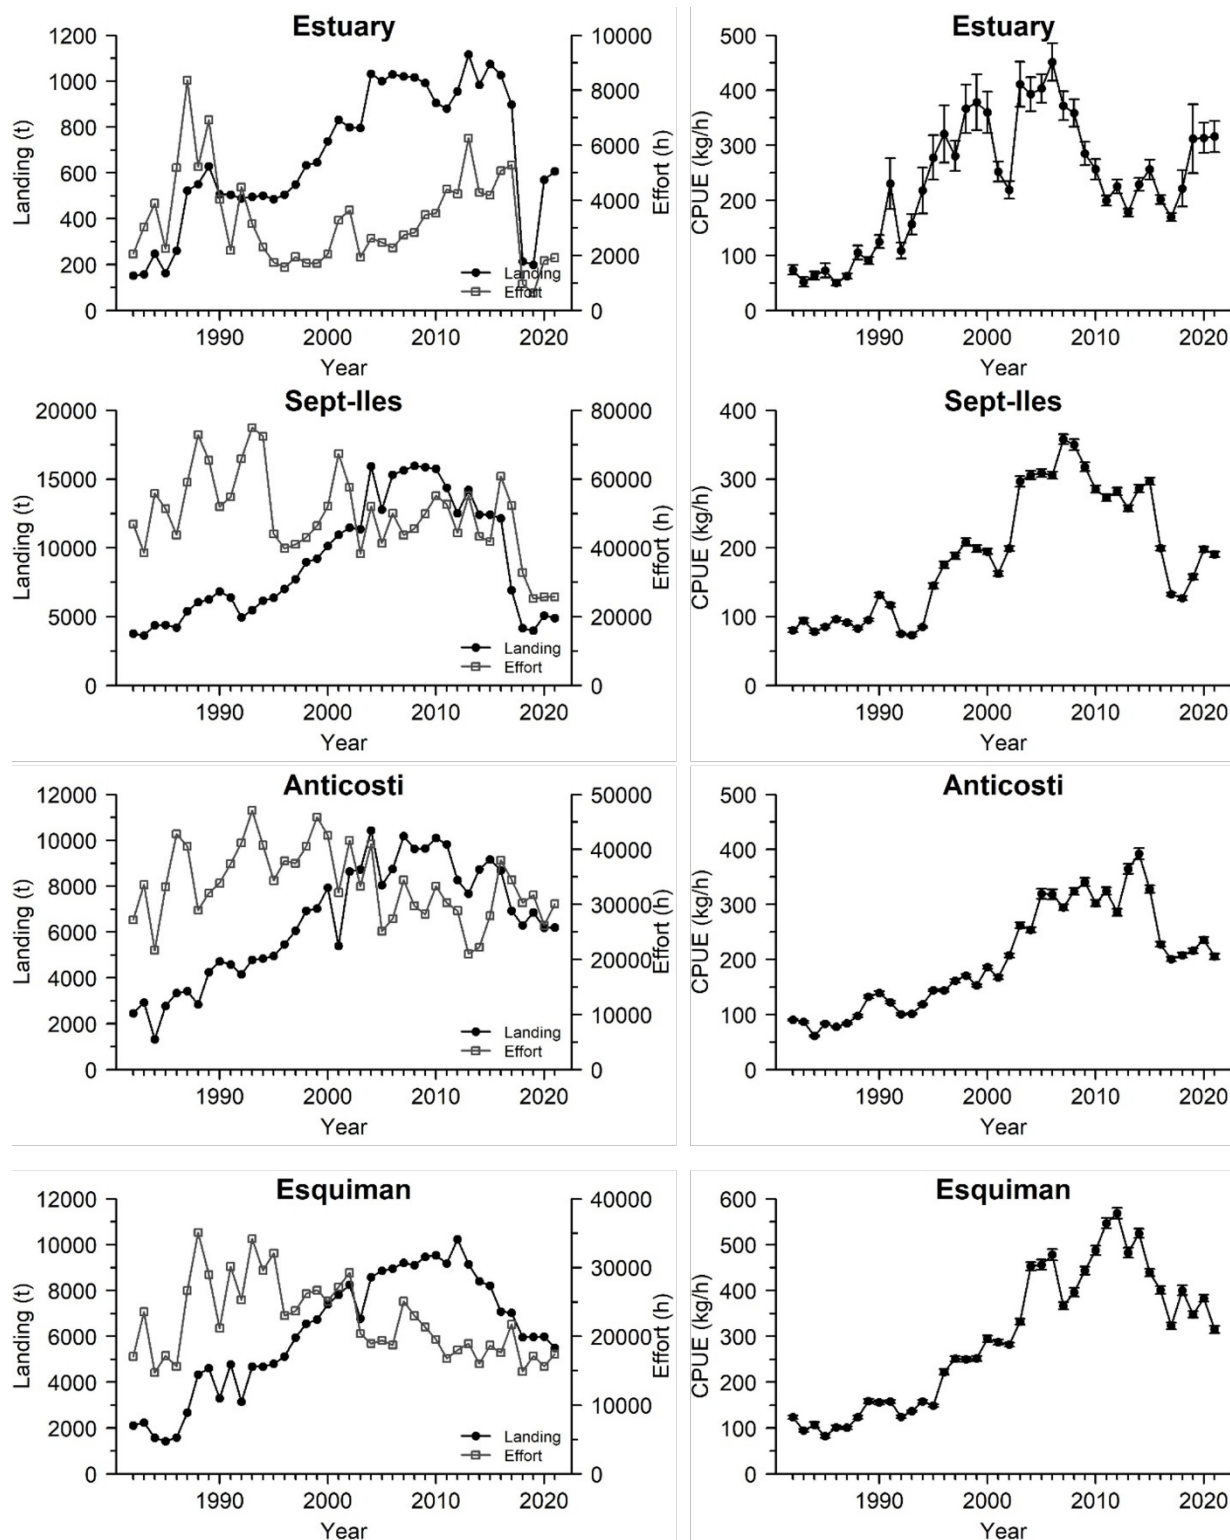 Estuary
1200
1000
800
600
400
200
0
Landing (t)
10000
8000
6000
4000
2000
0
Effort (h)
Landing
Effort
1990 2000 2010 2020
Year
Estuary
500
400
300
200
100
0
CPUE (kg/h)
1990 2000 2010 2020
Year
Sept-Iles
20000
15000
10000
5000
0
Landing (t)
80000
60000
40000
20000
0
Effort (h)
Landing
Effort
1990 2000 2010 2020
Year
Sept-Iles
400
300
200
100
0
CPUE (kg/h)
1990 2000 2010 2020
Year
Anticosti
12000
10000
8000
6000
4000
2000
0
Landing (t)
50000
40000
30000
20000
10000
0
Effort (h)
Landing
Effort
1990 2000 2010 2020
Year
Anticosti
500
400
300
200
100
0
CPUE (kg/h)
1990 2000 2010 2020
Year
Esquiman
12000
10000
8000
6000
4000
2000
0
Landing (t)
40000
30000
20000
10000
0
Effort (h)
Landing
Effort
1990 2000 2010 2020
Year
Esquiman
600
500
400
300
200
100
0
CPUE (kg/h)
1990 2000 2010 2020
Year